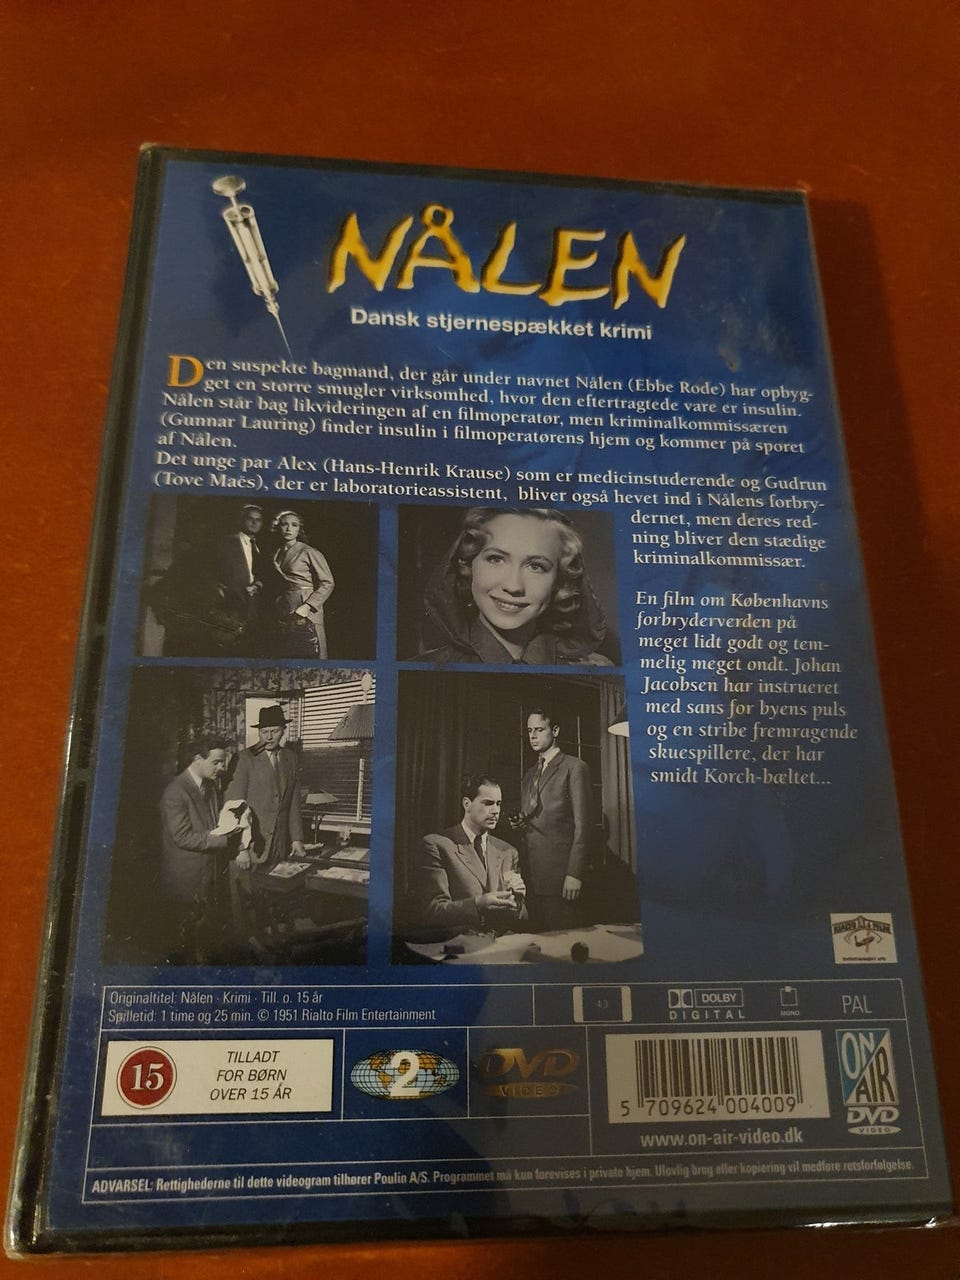 NÅLEN
Dansk stjernespækket krimi
Den suspekte bagmand, der går under navnet Nålen (Ebbe Rode) har opbyg-
get en større smugler virksomhed, hvor den eftertragtede vare er insulin.
Nålen står bag likvideringen af en filmoperatør, men kriminalkommissæren
(Gunnar Lauring) finder insulin i filmoperatørens hjem og kommer på sporet
af Nålen.
Det unge par Alex (Hans-Henrik Krause) som er medicinstuderende og Gudrun
(Tove Maës), der er laboratorieassistent, bliver også hevet ind i Nålens forbry-
dernet, men deres red-
ning bliver den stædige
kriminalkommissær.
En film om Københavns
forbryderverden på
meget lidt godt og tem-
melig meget ondt. Johan
Jacobsen har instrueret
med sans for byens puls
og en stribe fremragende
skuespillere, der har
smidt Korch-bæltet...
Originaltitel: Nålen · Krimi · Till. o. 15 år
Spilletid: 1 time og 25 min. © 1951 Rialto Film Entertainment
4:3
DOLBY
DIGITAL
MONO
PAL
15
TILLADT
FOR BØRN
OVER 15 ÅR
2
DVD
VIDEO
5 709624 004009
www.on-air-video.dk
ON
AIR
DVD
VIDEO
ADVARSEL: Rettighederne til dette videogram tilhører Poulin A/S. Programmet må kun forevises i private hjem. Ulovlig brug eller kopiering vil medføre retsforfølgelse.